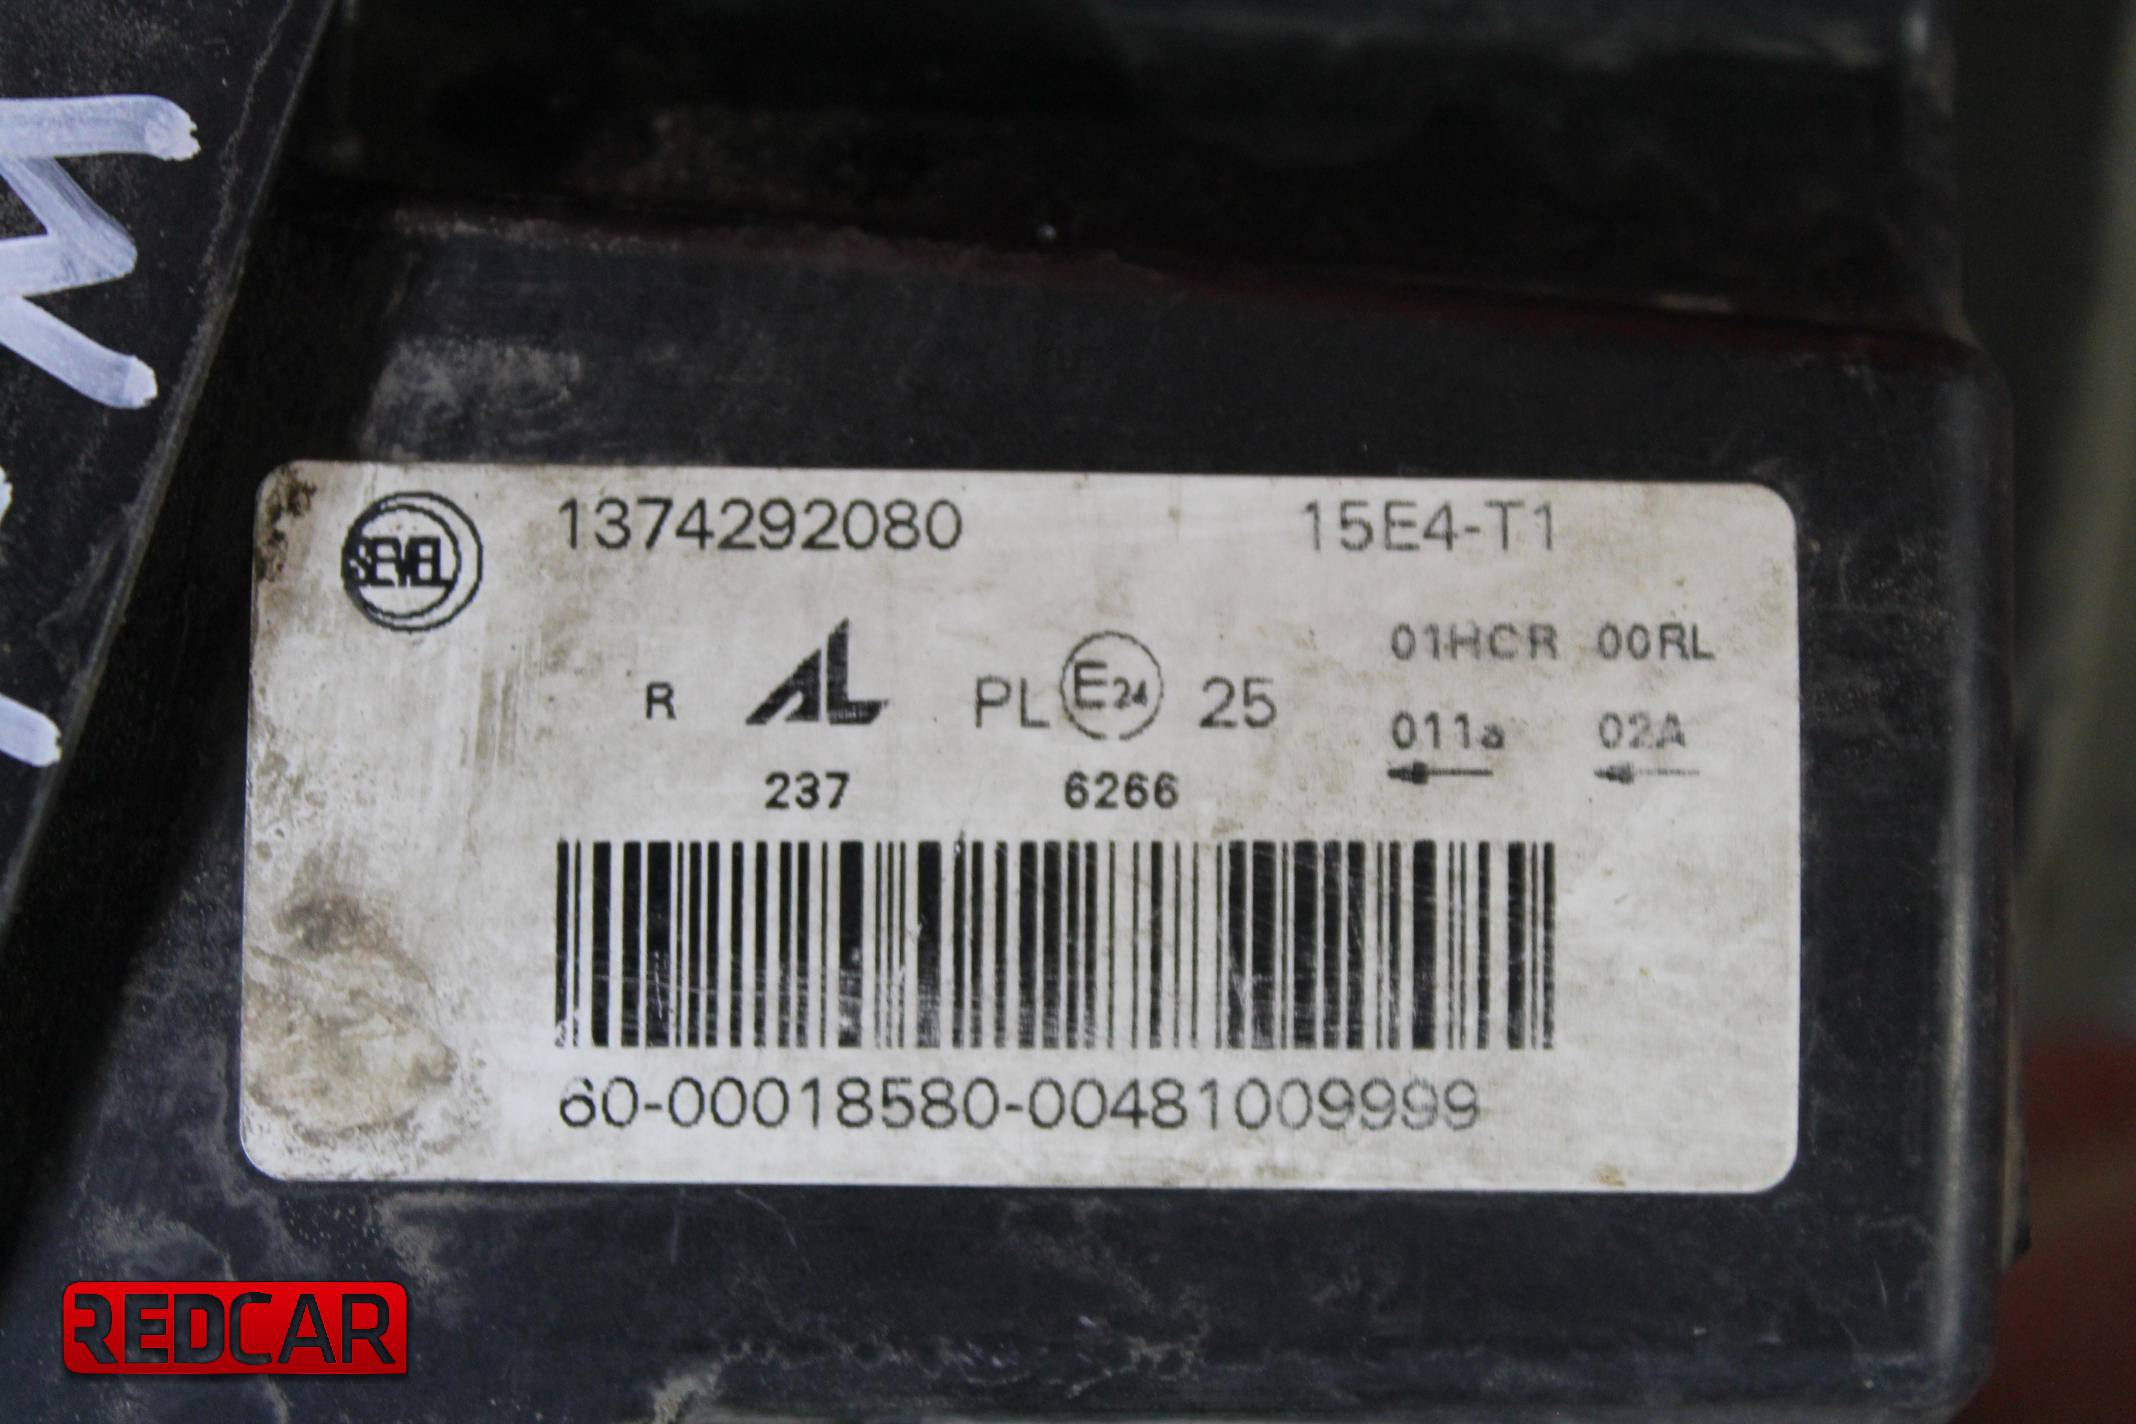 SEVEL 1374292080 15E4-T1
01HCR 00RL
R AL PL E24 25
011a 02A
237 6266
60-00018580-00481009999
REDCAR